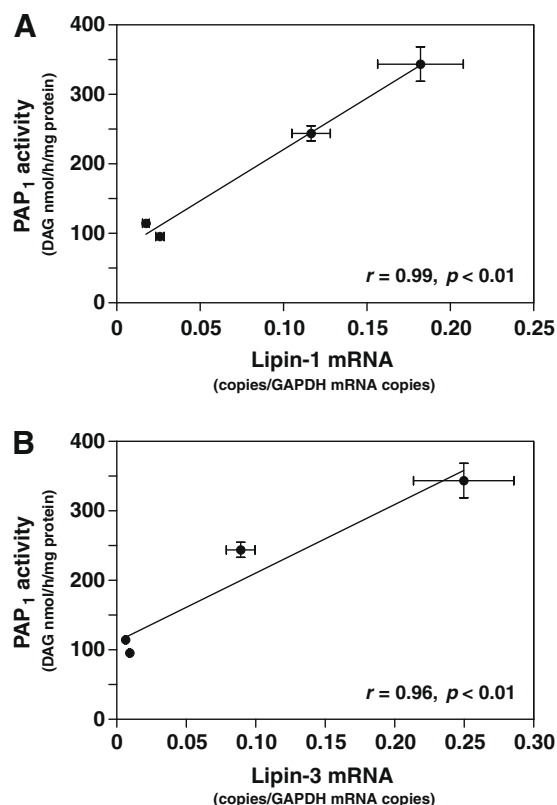 A
400
300
200
100
0
PAP1 activity
(DAG nmol/h/mg protein)
r = 0.99, p < 0.01
0 0.05 0.10 0.15 0.20 0.25
Lipin-1 mRNA
(copies/GAPDH mRNA copies)
B
400
300
200
100
0
PAP1 activity
(DAG nmol/h/mg protein)
r = 0.96, p < 0.01
0 0.05 0.10 0.15 0.20 0.25 0.30
Lipin-3 mRNA
(copies/GAPDH mRNA copies)